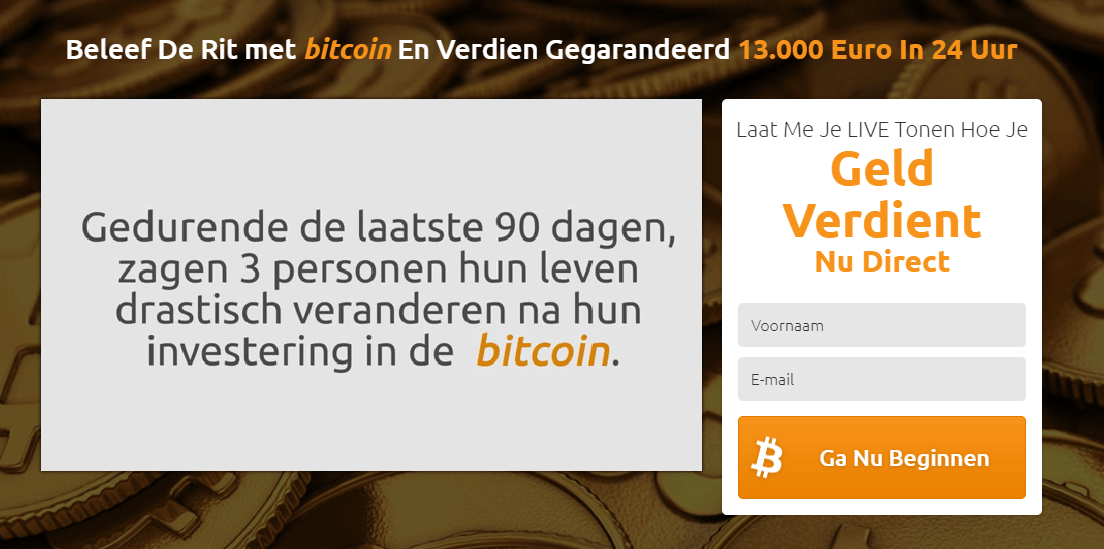 Beleef De Rit met bitcoin En Verdien Gegarandeerd 13.000 Euro In 24 Uur
Gedurende de laatste 90 dagen,
zagen 3 personen hun leven
drastisch veranderen na hun
investering in de bitcoin.
Laat Me Je LIVE Tonen Hoe Je
Geld
Verdient
Nu Direct
Voornaam
E-mail
Ga Nu Beginnen